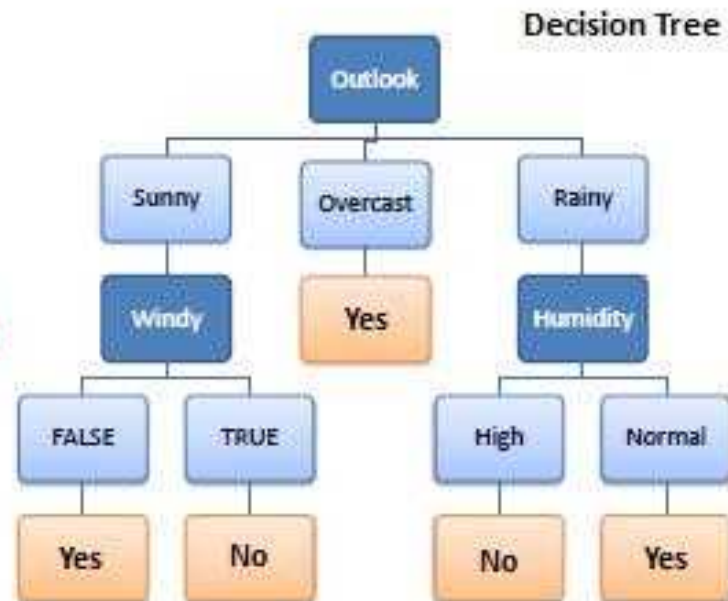 Decision Tree
Outlook
Sunny
Overcast
Rainy
Windy
Yes
Humidity
FALSE
TRUE
High
Normal
Yes
No
No
Yes